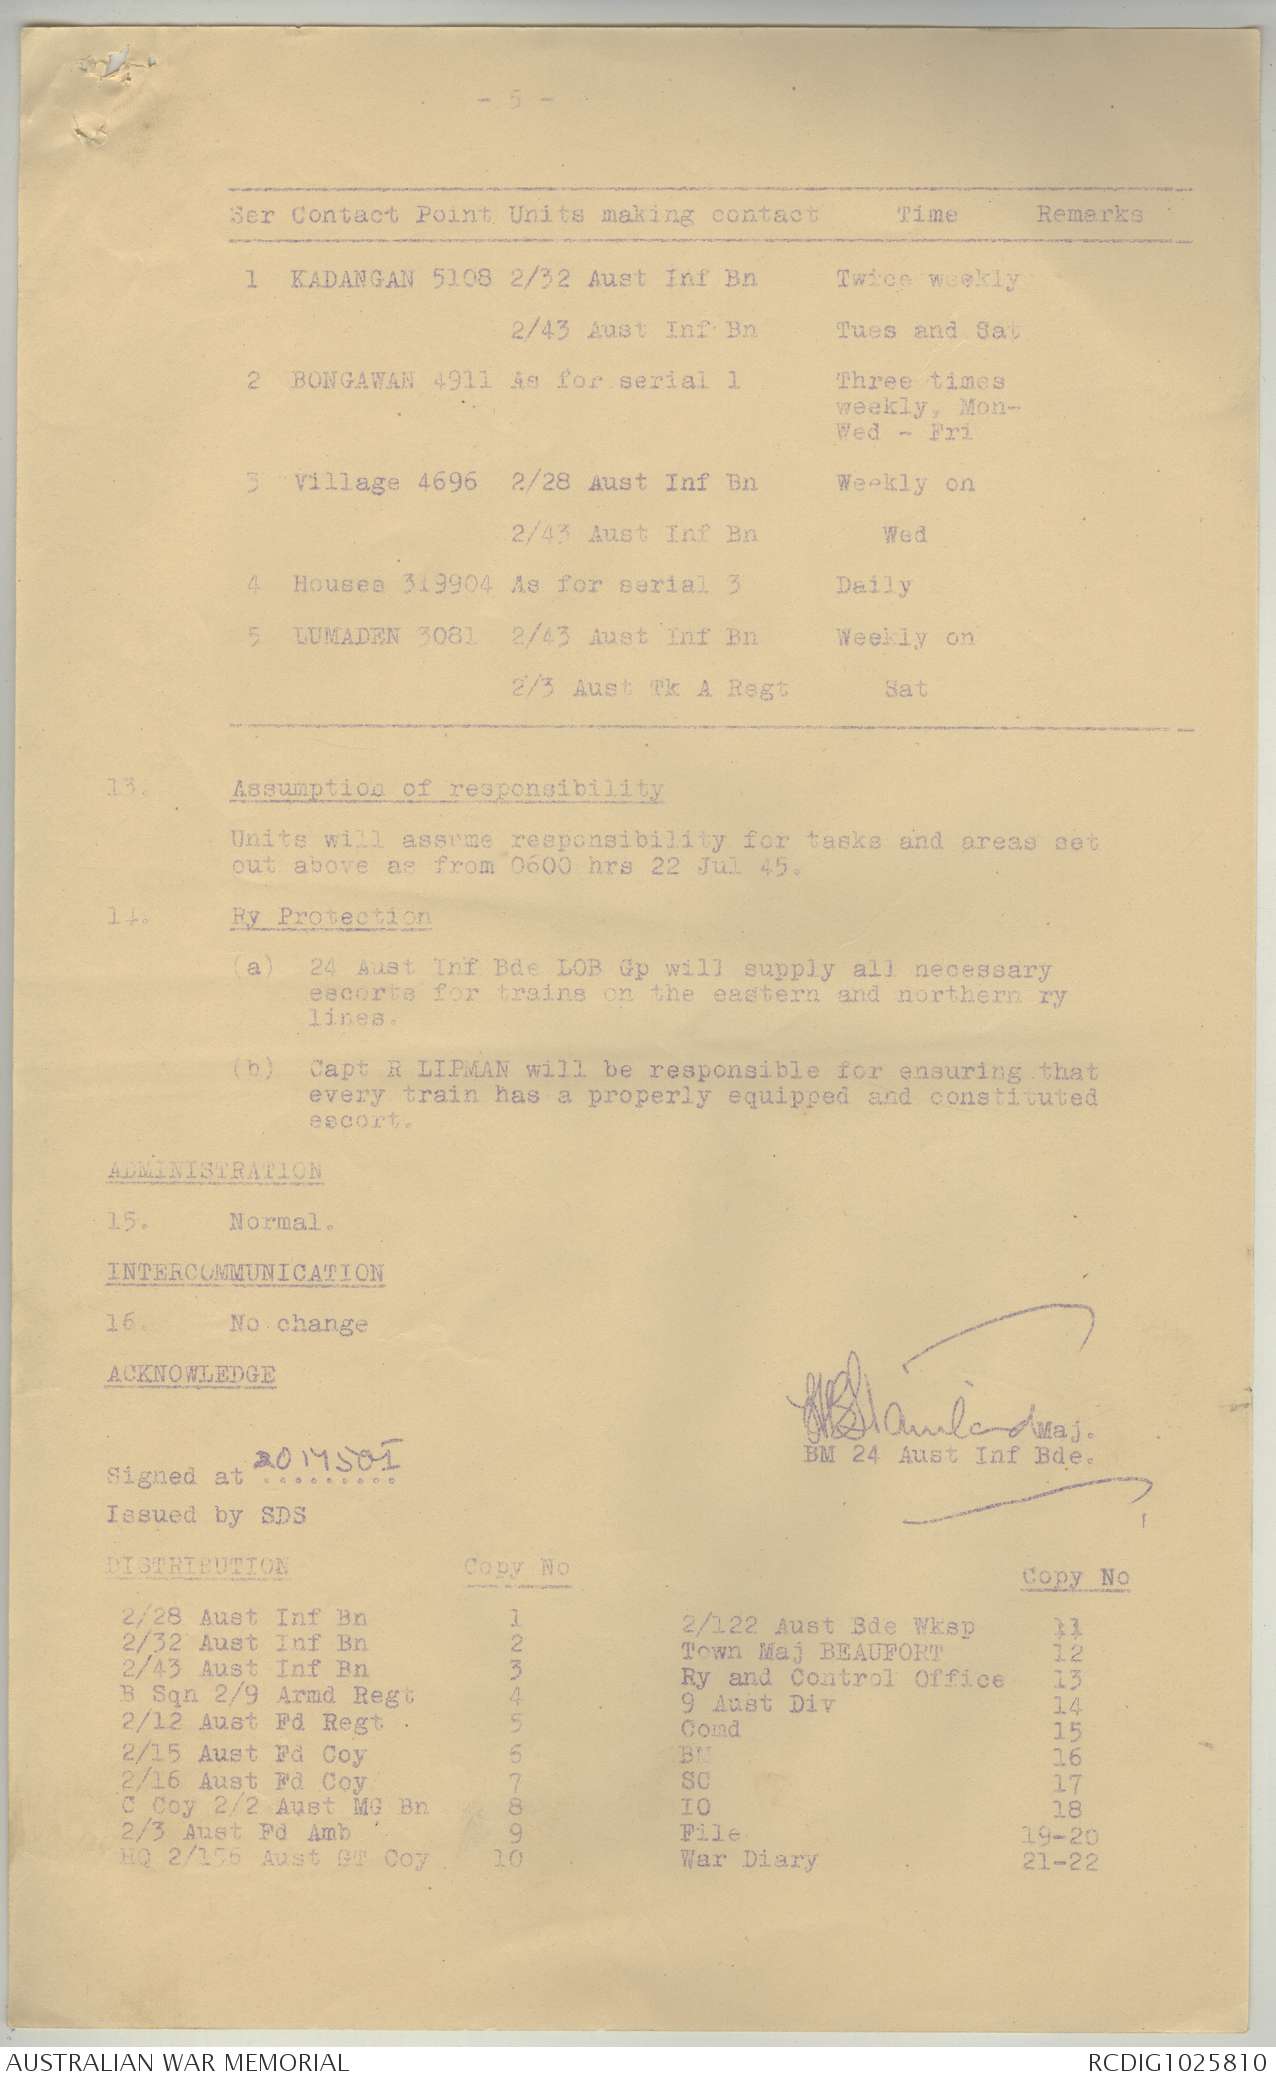 - 5 -
Ser Contact Point Units making contact Time Remarks
1 KADANGAN 5108 2/32 Aust Inf Bn Twice weekly
2/43 Aust Inf Bn Tues and Sat
2 BONGAWAN 4911 As for serial 1 Three times
weekly, Mon-
Wed - Fri
3 Village 4696 2/28 Aust Inf Bn Weekly on
2/43 Aust Inf Bn Wed
4 Houses 319904 As for serial 3 Daily
5 LUMADEN 3081 2/43 Aust Inf Bn Weekly on
2/3 Aust Tk A Regt Sat
13. Assumption of responsibility
Units will assume responsibility for tasks and areas set
out above as from 0600 hrs 22 Jul 45.
14. Ry Protection
(a) 24 Aust Inf Bde LOB Gp will supply all necessary
escorts for trains on the eastern and northern ry
lines.
(b) Capt R LIPMAN will be responsible for ensuring that
every train has a properly equipped and constituted
escort.
ADMINISTRATION
15. Normal.
INTERCOMMUNICATION
16. No change
ACKNOWLEDGE
Maj.
BM 24 Aust Inf Bde.
Signed at 201750I
Issued by SDS
DISTRIBUTION Copy No
2/28 Aust Inf Bn 1
2/32 Aust Inf Bn 2
2/43 Aust Inf Bn 3
B Sqn 2/9 Armd Regt 4
2/12 Aust Fd Regt 5
2/15 Aust Fd Coy 6
2/16 Aust Fd Coy 7
C Coy 2/2 Aust MG Bn 8
2/3 Aust Fd Amb 9
HQ 2/156 Aust GT Coy 10
Copy No
2/122 Aust Bde Wksp 11
Town Maj BEAUFORT 12
Ry and Control Office 13
9 Aust Div 14
Comd 15
BM 16
SC 17
IO 18
File 19-20
War Diary 21-22
AUSTRALIAN WAR MEMORIAL RCDIG1025810